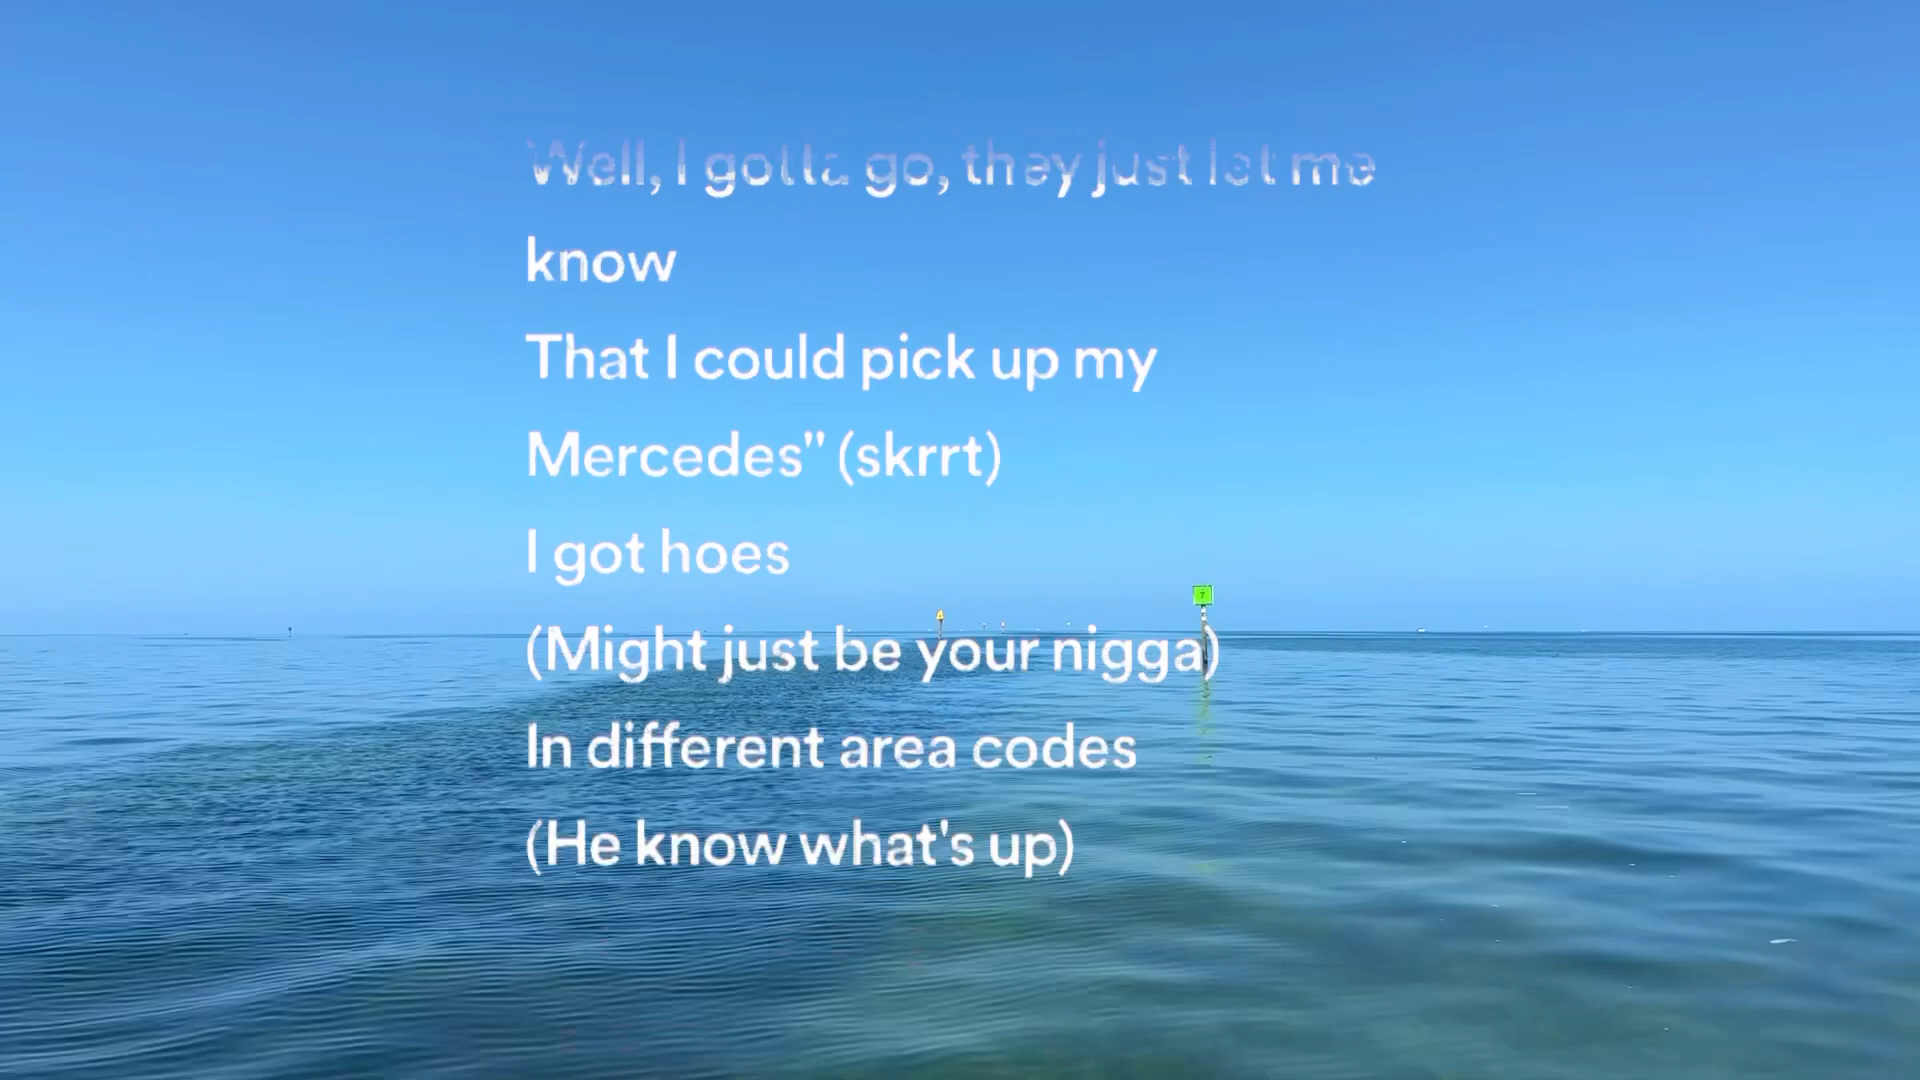 Well, I gotta go, they just let me
know
That I could pick up my
Mercedes" (skrrt)
I got hoes
(Might just be your nigga)
In different area codes
(He know what's up)
7